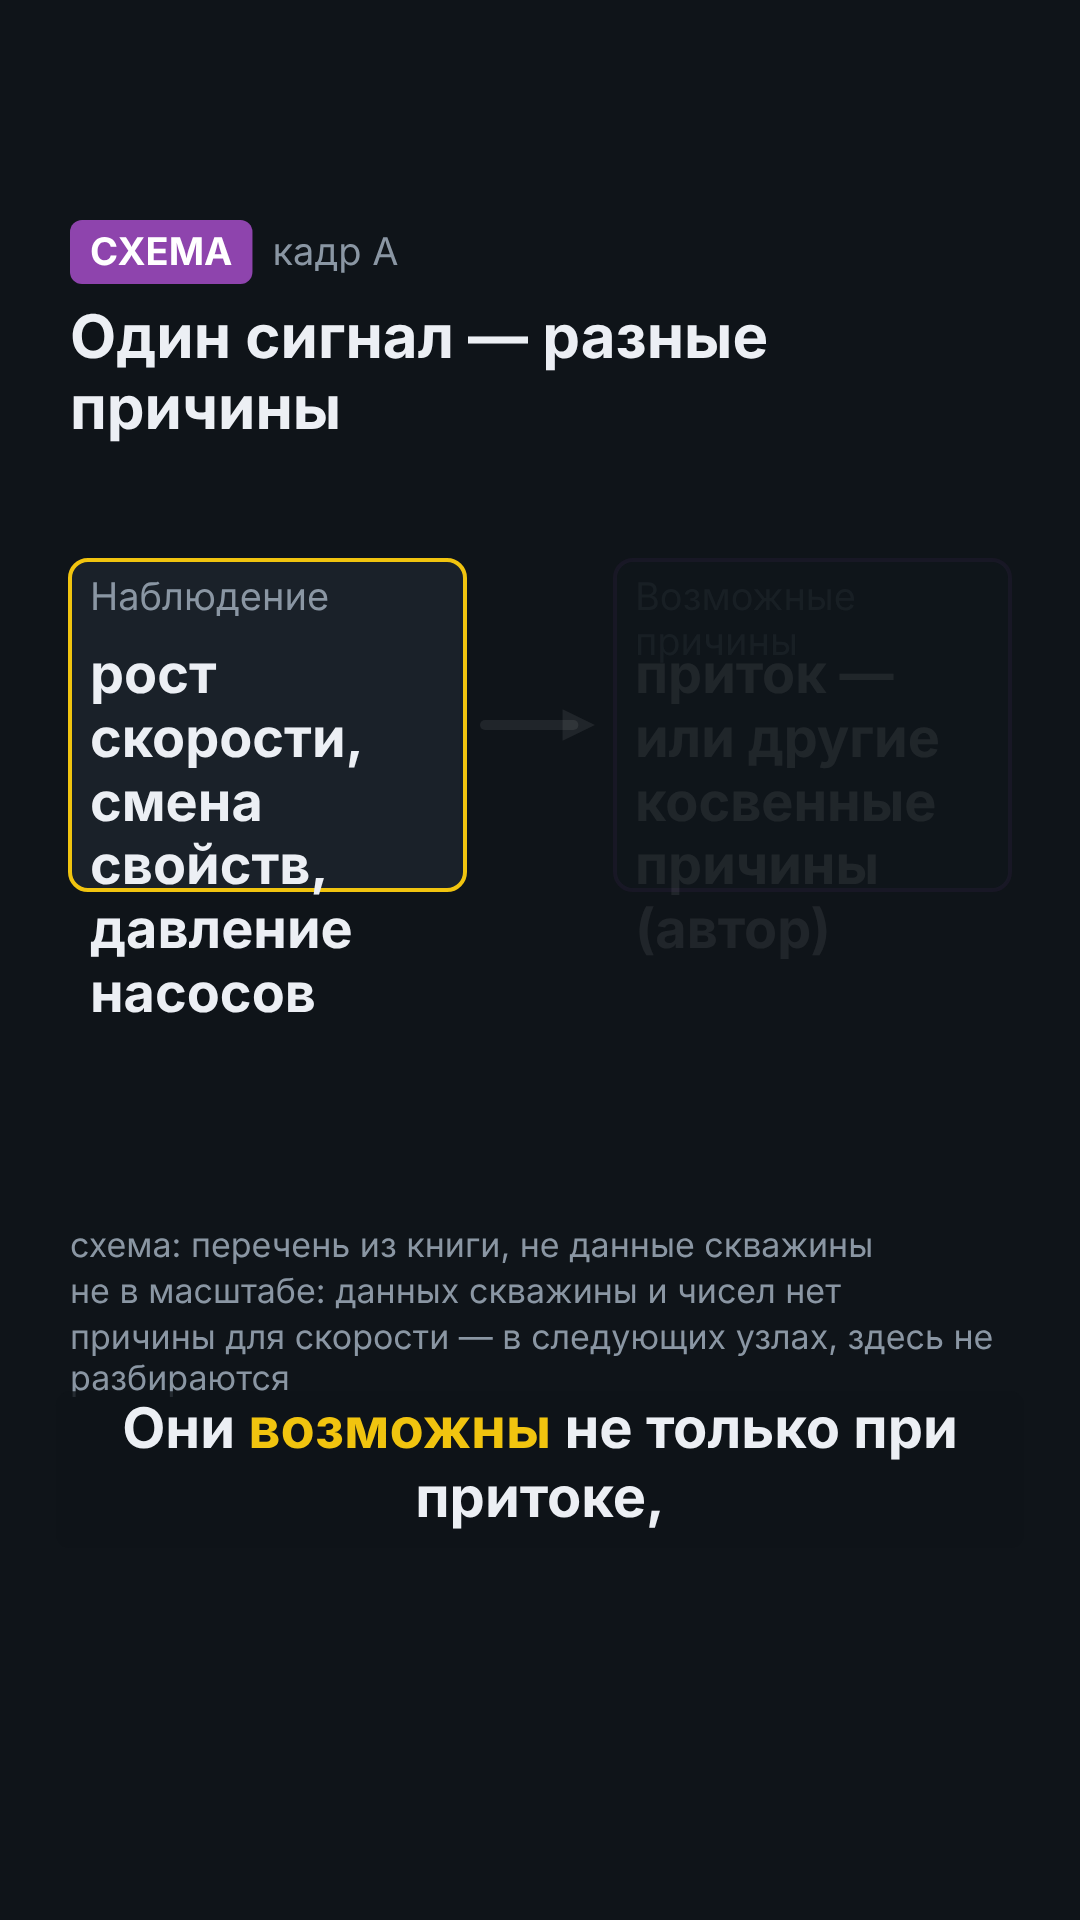 СХЕМА кадр А
Один сигнал — разные
причины
Наблюдение
рост
скорости,
смена
свойств,
давление
насосов
Возможные
причины
приток —
или другие
косвенные
причины
(автор)
схема: перечень из книги, не данные скважины
не в масштабе: данных скважины и чисел нет
причины для скорости — в следующих узлах, здесь не
разбираются
Они возможны не только при
притоке,